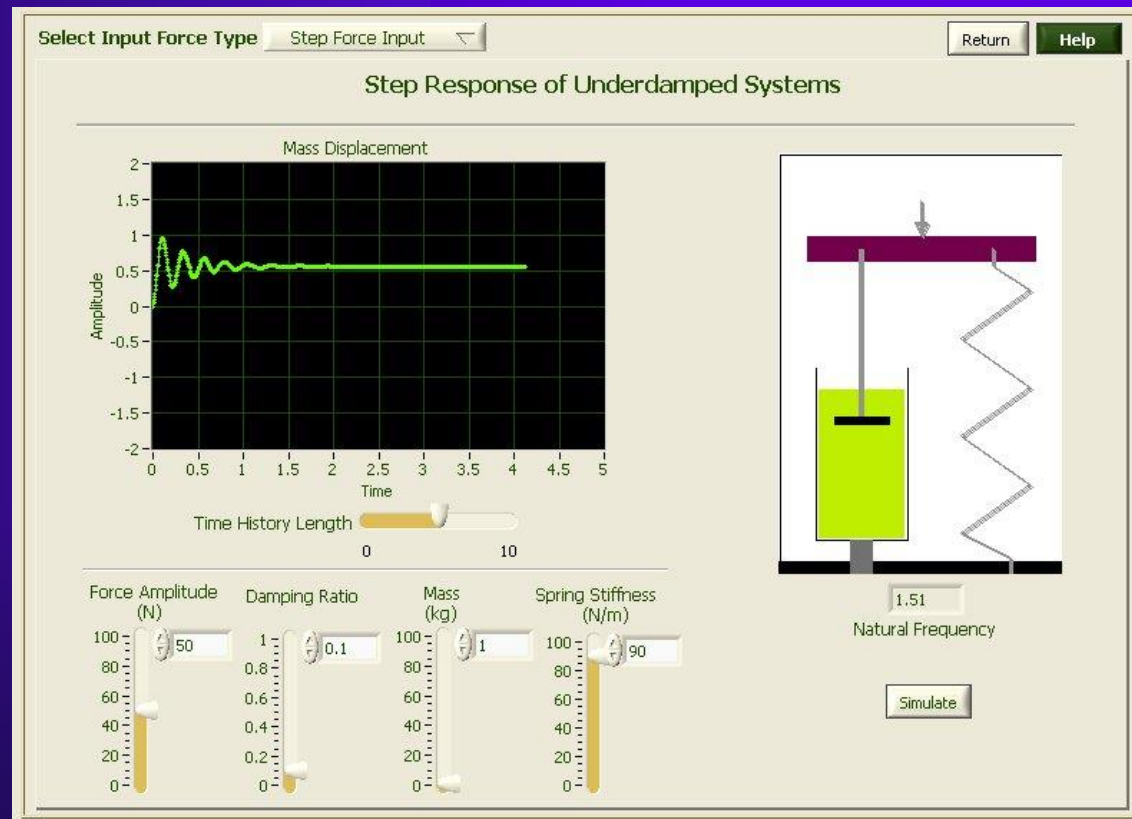 Select Input Force Type Step Force Input Return Help
Step Response of Underdamped Systems
Mass Displacement
2
1.5
1
0.5
0
-0.5
-1
-1.5
-2
Amplitude
0 0.5 1 1.5 2 2.5 3 3.5 4 4.5 5
Time
Time History Length
0 10
Force Amplitude
(N)
100
80
60
40
20
0
50
Damping Ratio
1
0.8
0.6
0.4
0.2
0
0.1
Mass
(kg)
100
80
60
40
20
0
1
Spring Stiffness
(N/m)
100
80
60
40
20
0
90
1.51
Natural Frequency
Simulate